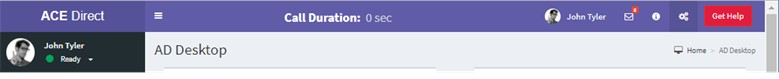 ACE Direct
Call Duration: 0 sec
John Tyler
Get Help
John Tyler
Ready
AD Desktop
Home > AD Desktop